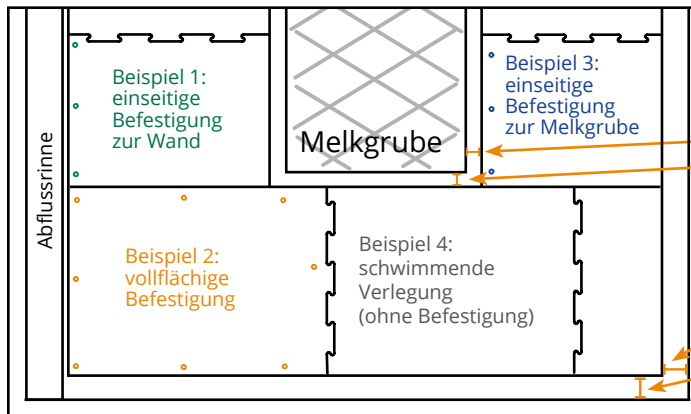 Beispiel 1:
einseitige
Befestigung
zur Wand
Melkgrube
Beispiel 3:
einseitige
Befestigung
zur Melkgrube
Abflussrinne
Beispiel 2:
vollflächige
Befestigung
Beispiel 4:
schwimmende
Verlegung
(ohne Befestigung)